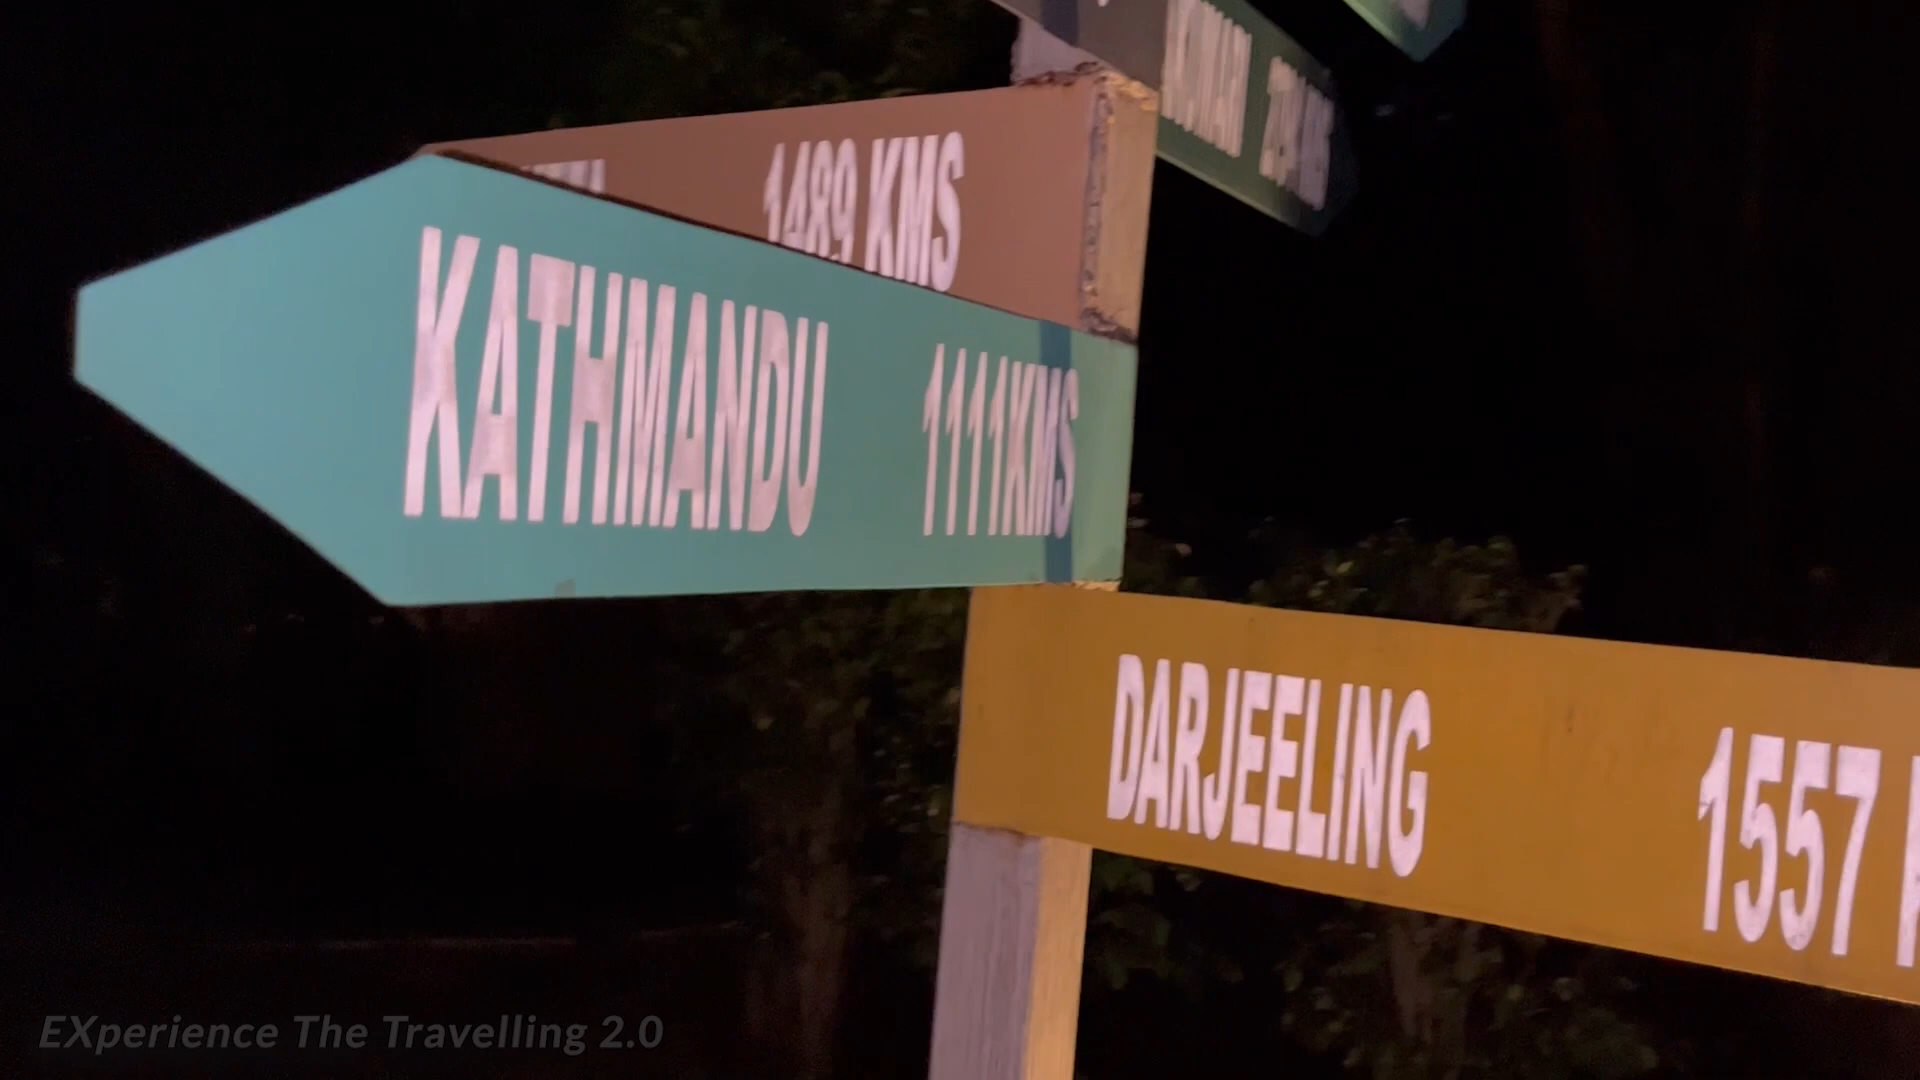 1489 KMS
KATHMANDU 1111KMS
DARJEELING 1557
EXperience The Travelling 2.0